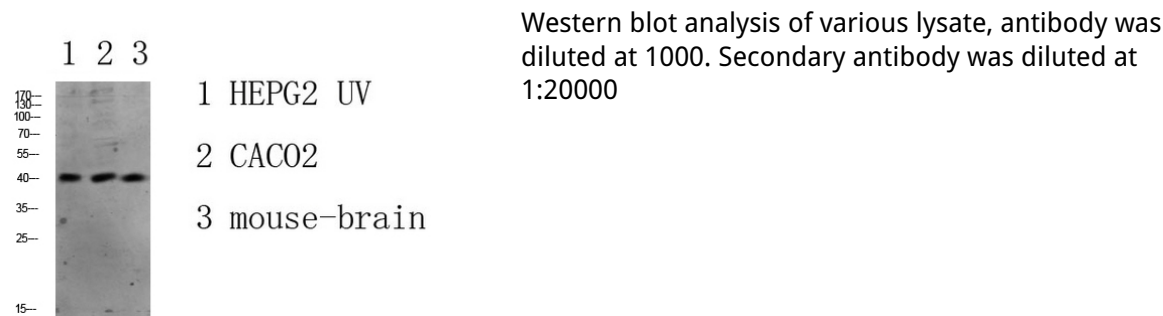 1 2 3
170-
130-
100-
70-
55-
40-
35-
25-
15-
1 HEPG2 UV
2 CACO2
3 mouse-brain
Western blot analysis of various lysate, antibody was
diluted at 1000. Secondary antibody was diluted at
1:20000